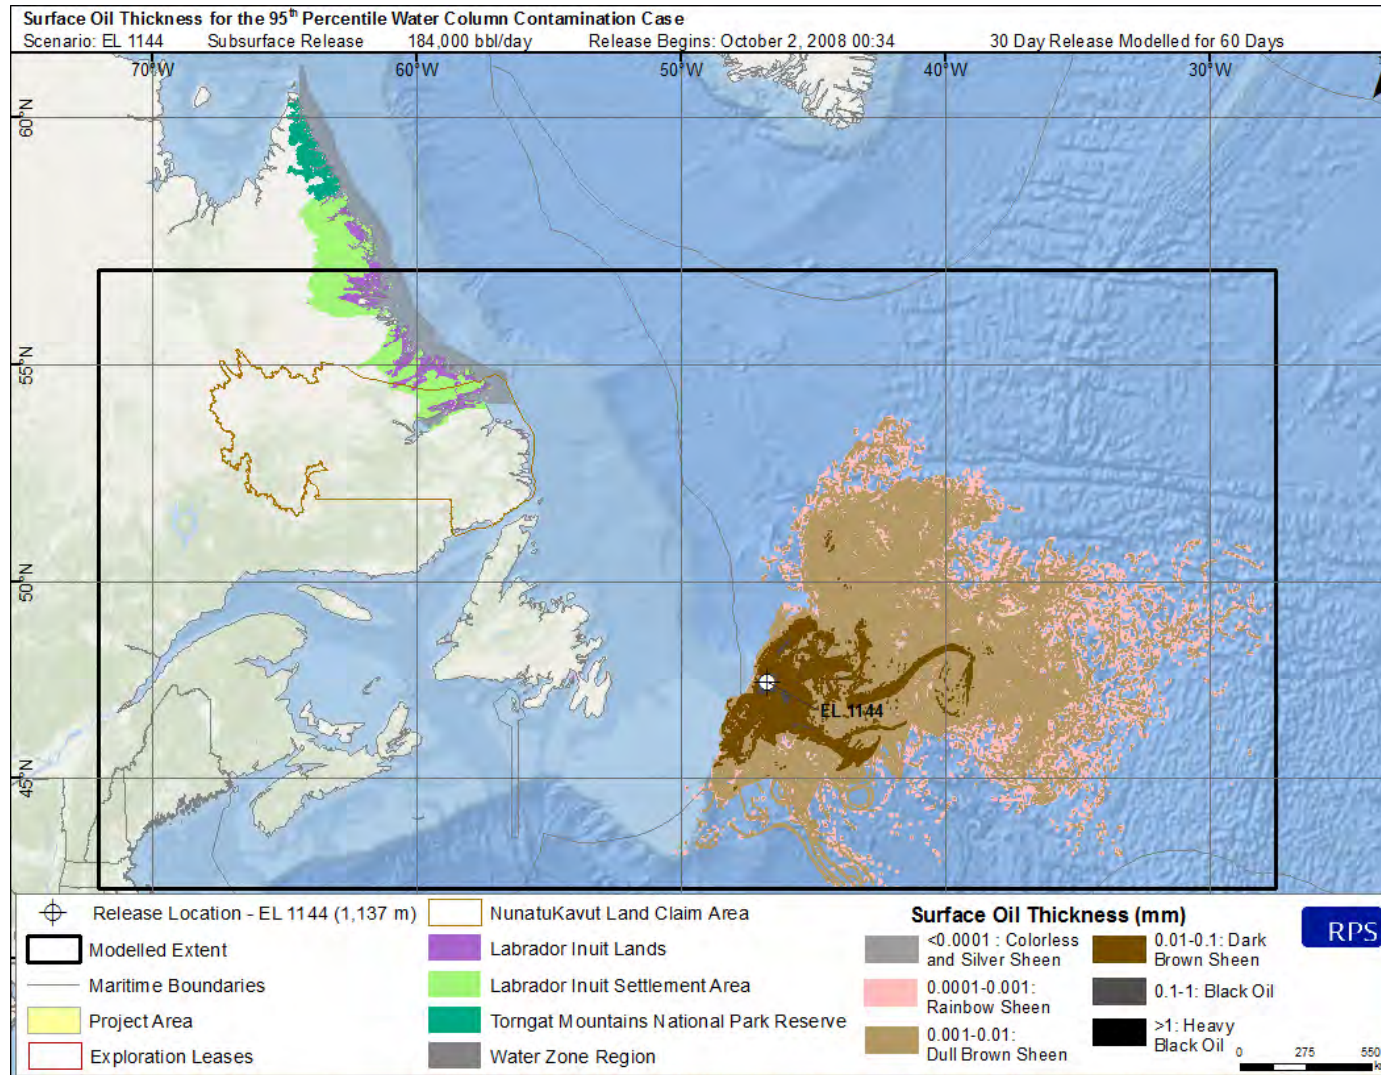 Surface Oil Thickness for the 95th Percentile Water Column Contamination Case
Scenario: EL 1144 Subsurface Release 184,000 bbl/day Release Begins: October 2, 2008 00:34 30 Day Release Modelled for 60 Days
70°W 60°W 50°W 40°W 30°W
60°N
55°N
50°N
45°N
EL 1144
Release Location - EL 1144 (1,137 m)
Modelled Extent
Maritime Boundaries
Project Area
Exploration Leases
NunatuKavut Land Claim Area
Labrador Inuit Lands
Labrador Inuit Settlement Area
Torngat Mountains National Park Reserve
Water Zone Region
Surface Oil Thickness (mm)
<0.0001 : Colorless
and Silver Sheen
0.0001-0.001:
Rainbow Sheen
0.001-0.01:
Dull Brown Sheen
0.01-0.1: Dark
Brown Sheen
0.1-1: Black Oil
>1: Heavy
Black Oil
RPS
0 275 550